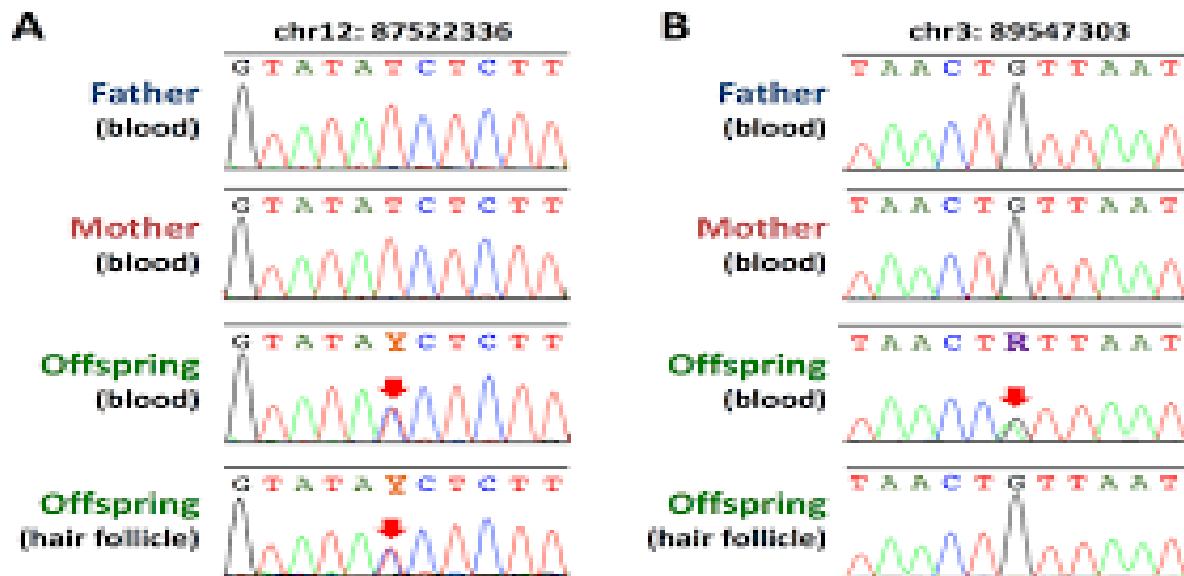 A
chr12: 87522336
Father
(blood)
G T A T A T C T C T T
Mother
(blood)
G T A T A T C T C T T
Offspring
(blood)
G T A T A Y C T C T T
Offspring
(hair follicle)
G T A T A Y C T C T T
B
chr3: 89547303
Father
(blood)
T A A C T G T T A A T
Mother
(blood)
T A A C T G T T A A T
Offspring
(blood)
T A A C T R T T A A T
Offspring
(hair follicle)
T A A C T G T T A A T